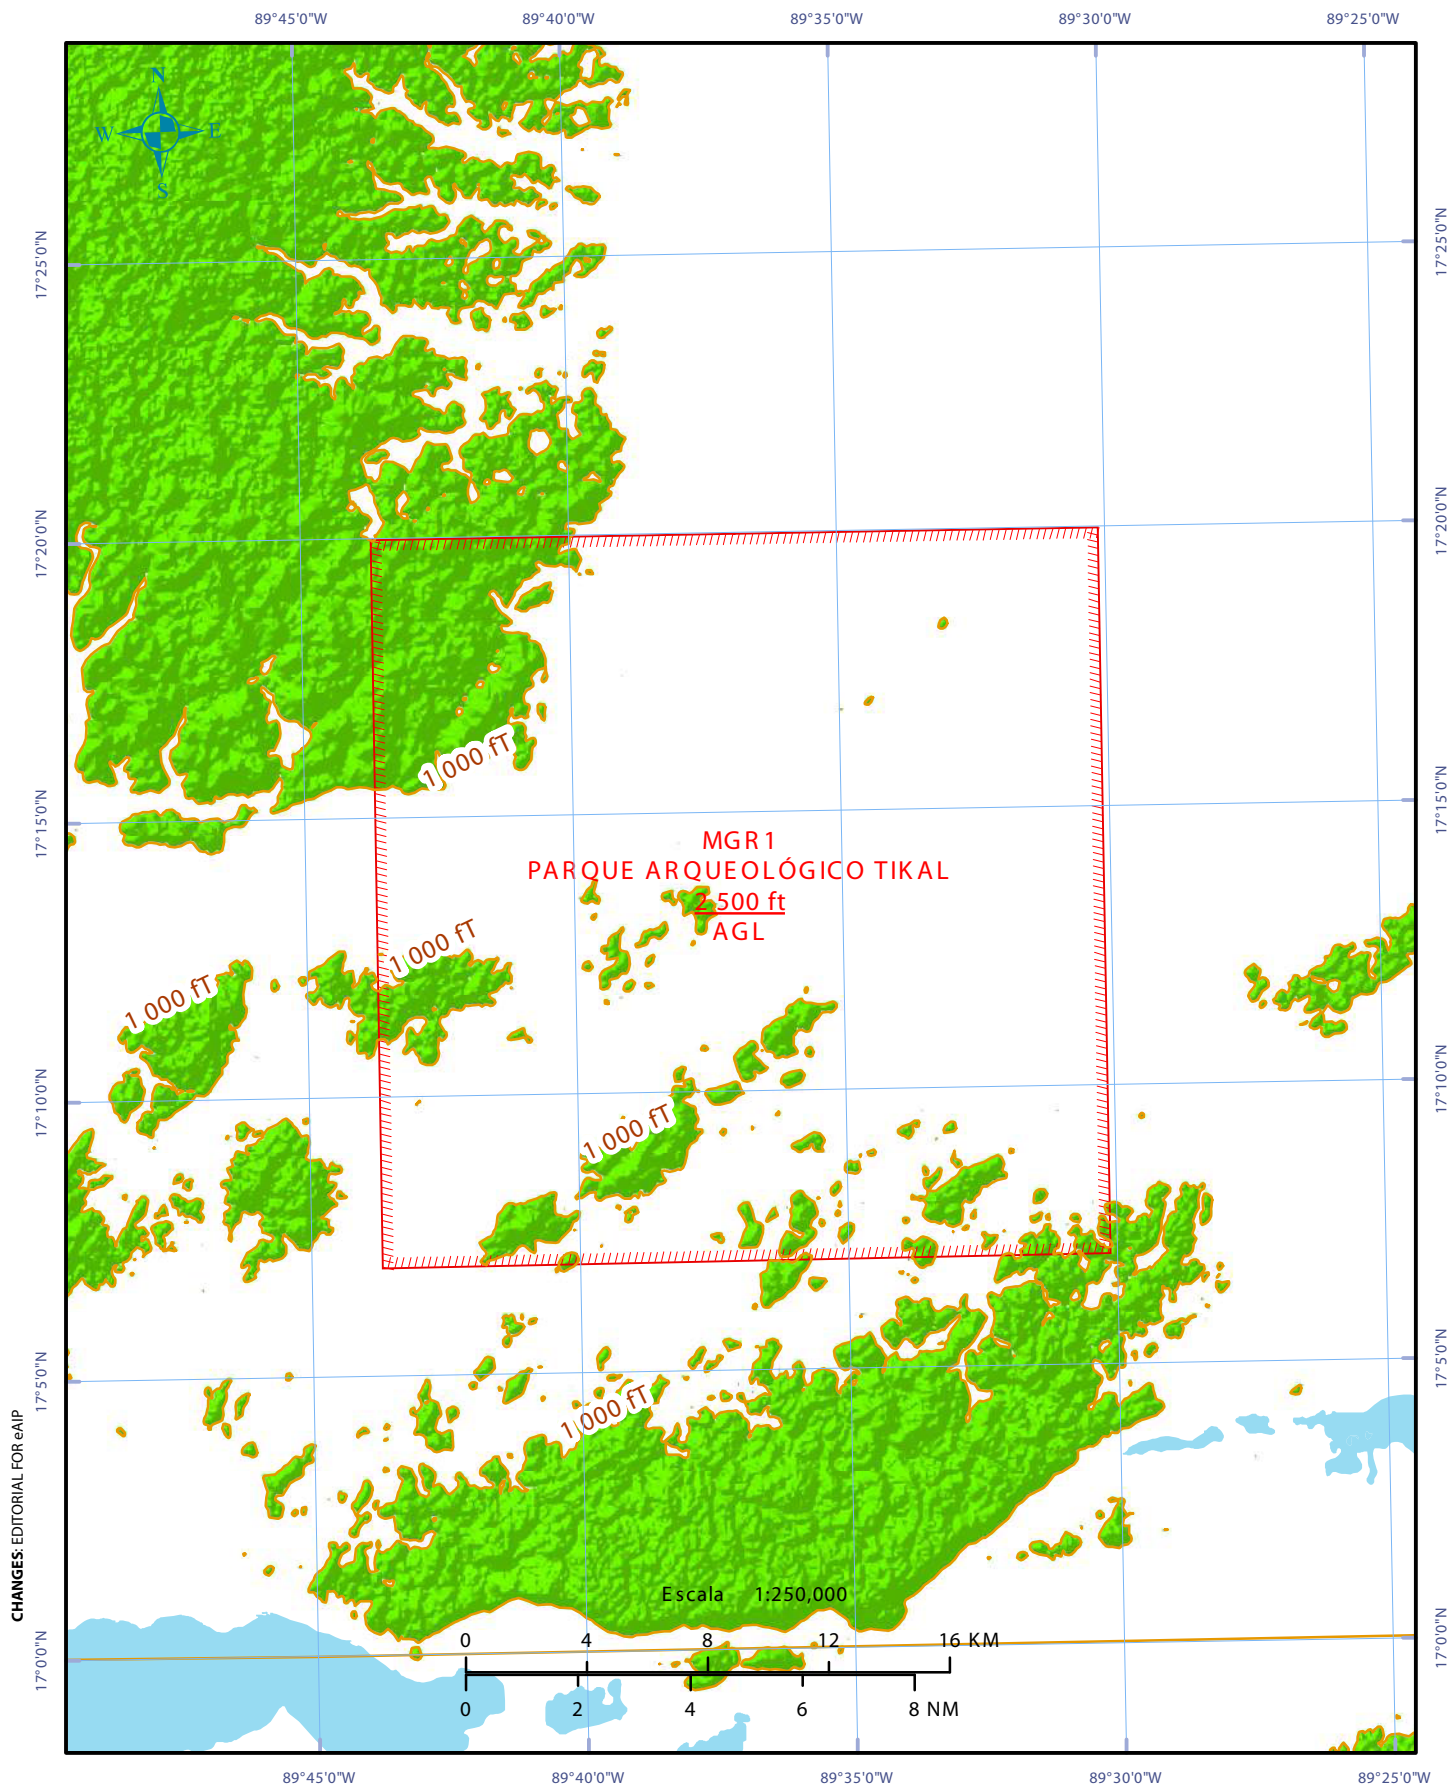 89°45'0"W 89°40'0"W 89°35'0"W 89°30'0"W 89°25'0"W
N
W E
S
17°25'0"N 17°25'0"N
17°20'0"N 17°20'0"N
1 000 fT
17°15'0"N 17°15'0"N
MGR1
PARQUE ARQUEOLÓGICO TIKAL
2 500 ft
AGL
1 000 fT
1 000 fT
17°10'0"N 17°10'0"N
1 000 fT
17°5'0"N 17°5'0"N
1 000 fT
CHANGES: EDITORIAL FOR eAIP
Escala 1:250,000
0 4 8 12 16 KM
17°0'0"N 17°0'0"N
0 2 4 6 8 NM
89°45'0"W 89°40'0"W 89°35'0"W 89°30'0"W 89°25'0"W